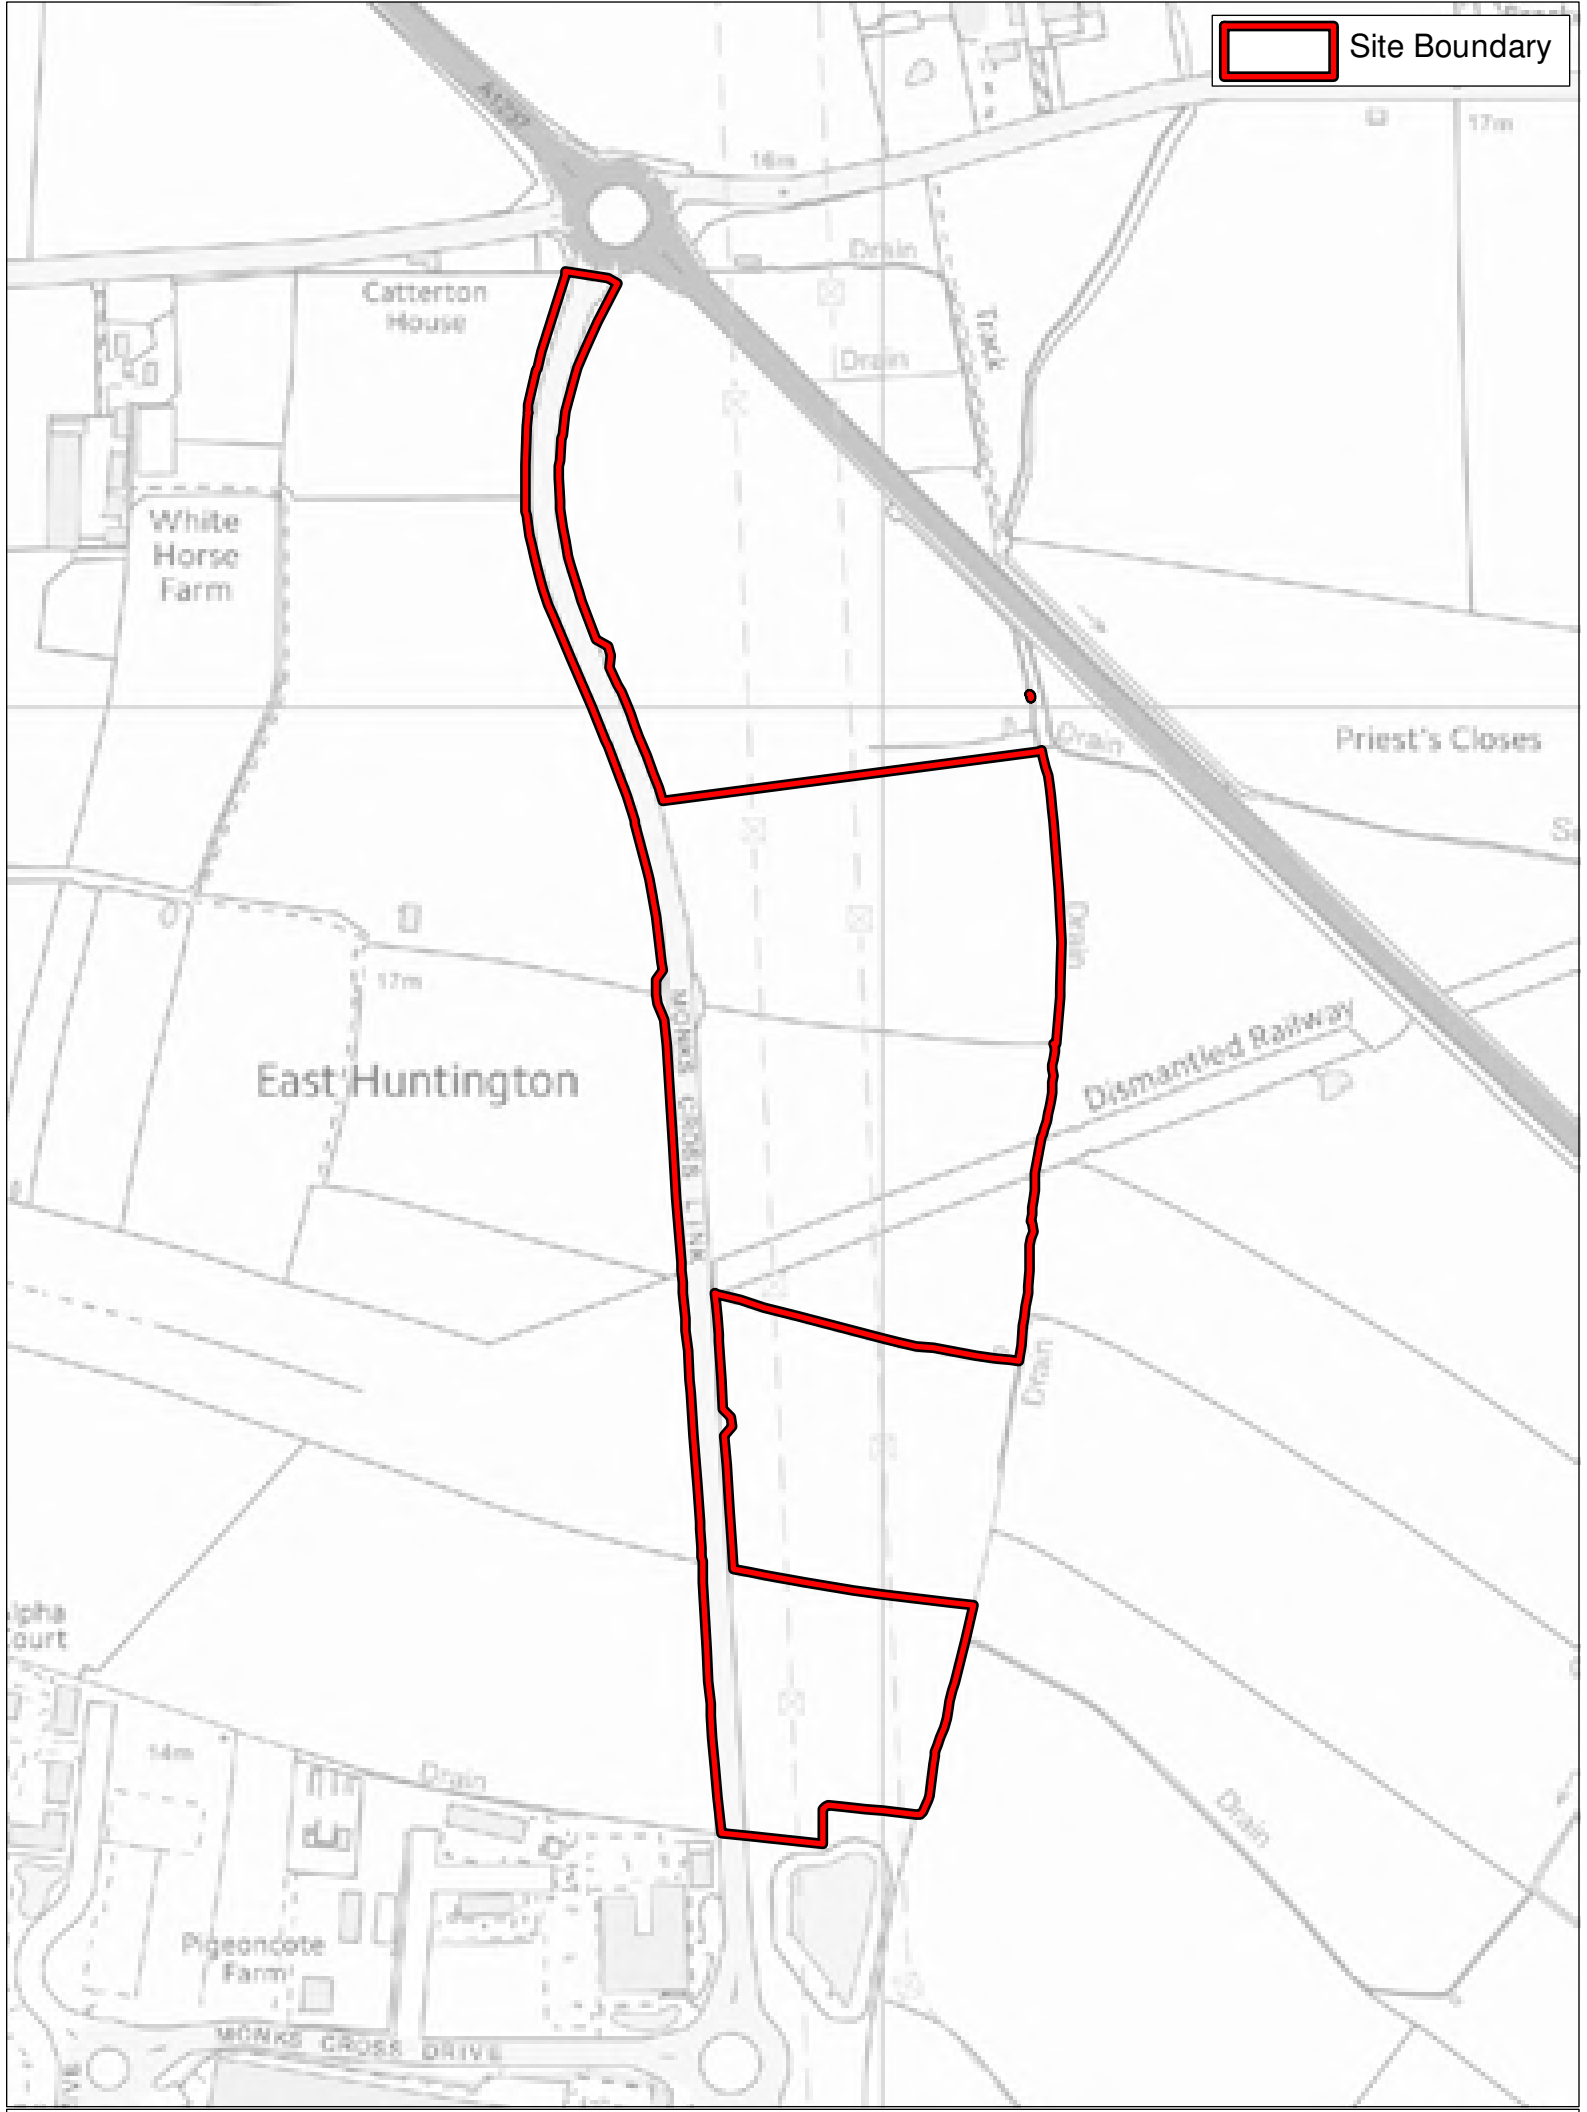 Site Boundary
A1237
17m
16m
Drain
Catterton
House
Track
Drain
White
Horse
Farm
Drain
Priest's Closes
Drain
17m
MONKS CROSS LINK
Dismantled Railway
East Huntington
Drain
14m
Drain
Drain
Pigeoncote
Farm
MONKS CROSS DRIVE